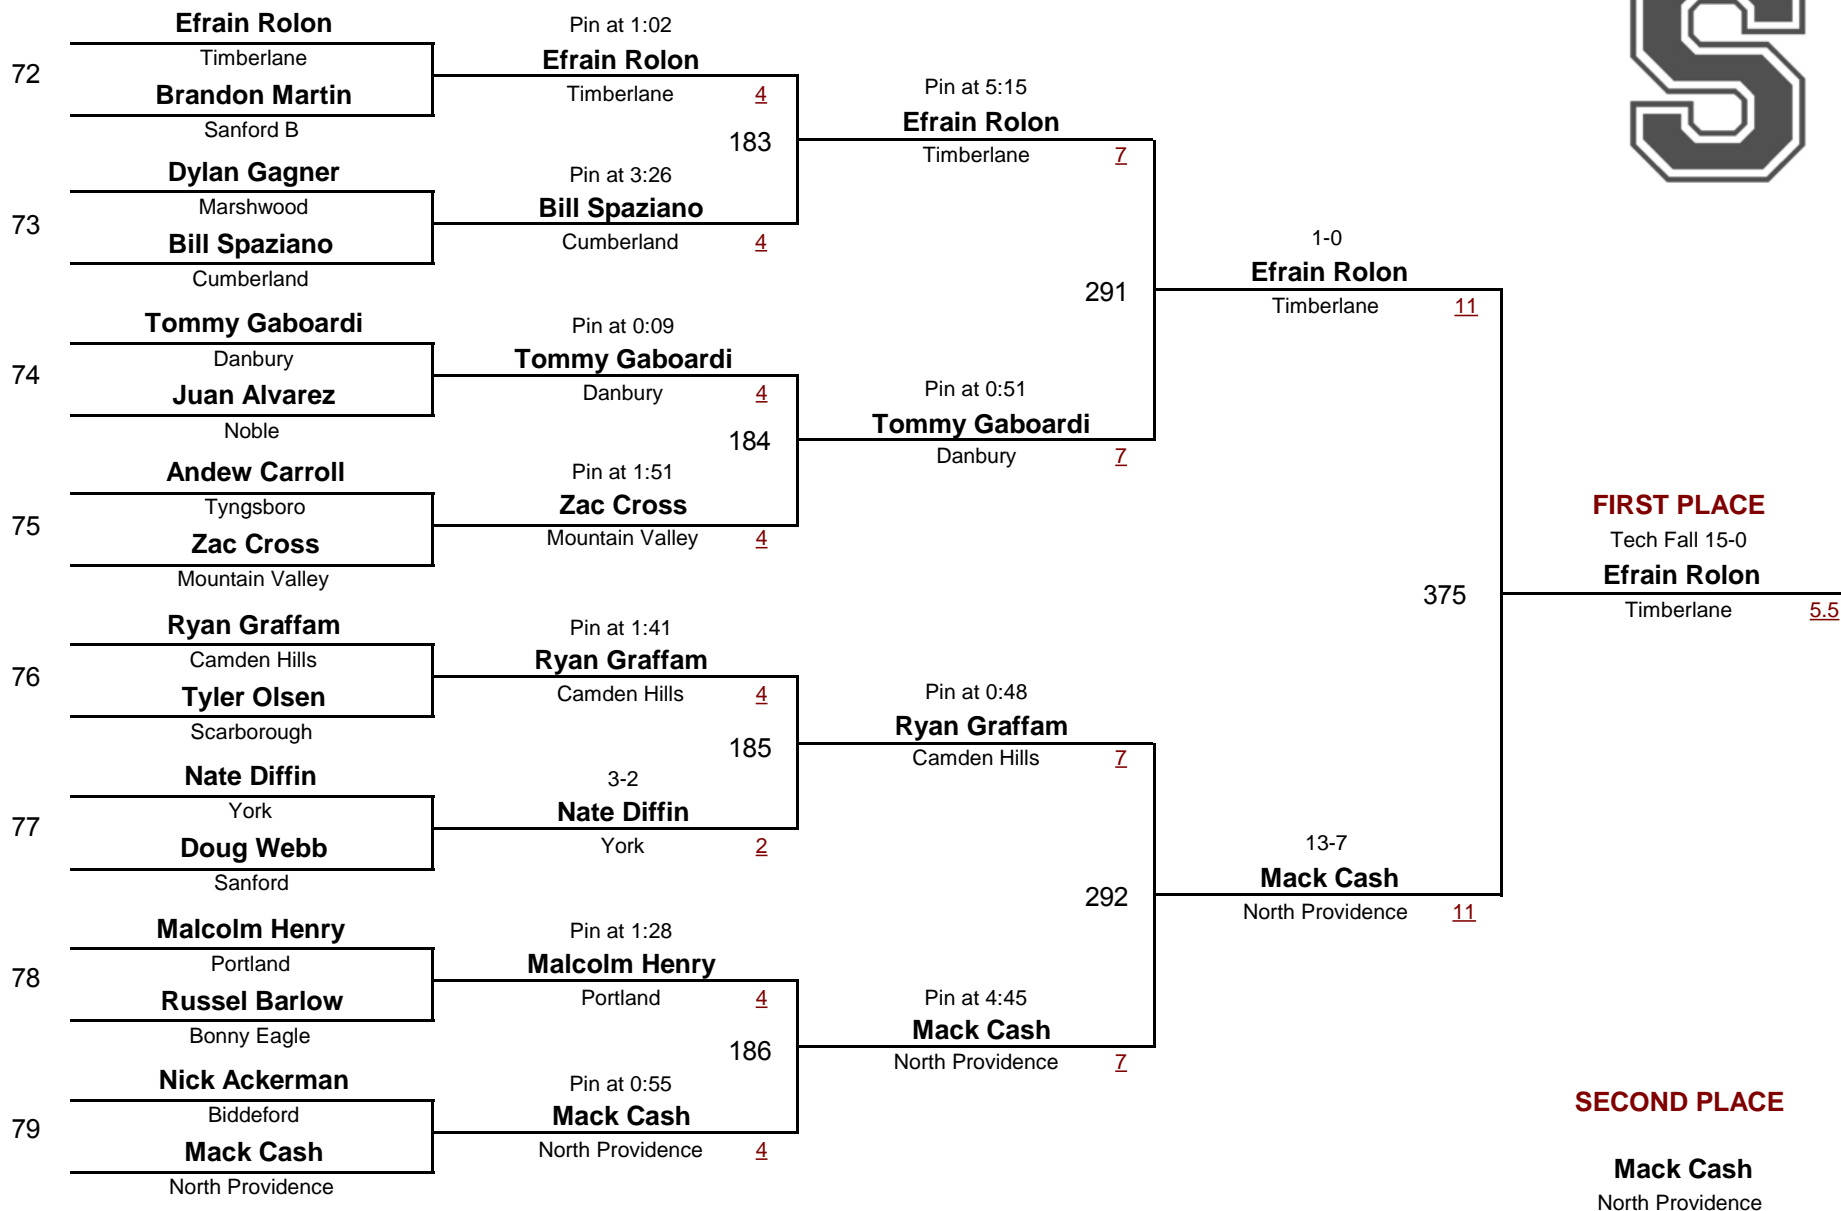 Efrain Rolon
72
Timberlane
Brandon Martin
Sanford B
Dylan Gagner
73
Marshwood
Bill Spaziano
Cumberland
Tommy Gaboardi
74
Danbury
Juan Alvarez
Noble
Andew Carroll
75
Tyngsboro
Zac Cross
Mountain Valley
Ryan Graffam
76
Camden Hills
Tyler Olsen
Scarborough
Nate Diffin
77
York
Doug Webb
Sanford
Malcolm Henry
78
Portland
Russel Barlow
Bonny Eagle
Nick Ackerman
79
Biddeford
Mack Cash
North Providence
Pin at 1:02
Efrain Rolon
Timberlane 4
183
Pin at 3:26
Bill Spaziano
Cumberland 4
Pin at 0:09
Tommy Gaboardi
Danbury 4
184
Pin at 1:51
Zac Cross
Mountain Valley 4
Pin at 1:41
Ryan Graffam
Camden Hills 4
185
3-2
Nate Diffin
York 2
Pin at 1:28
Malcolm Henry
Portland 4
186
Pin at 0:55
Mack Cash
North Providence 4
Pin at 5:15
Efrain Rolon
Timberlane 7
291
Pin at 0:51
Tommy Gaboardi
Danbury 7
Pin at 0:48
Ryan Graffam
Camden Hills 7
292
Pin at 4:45
Mack Cash
North Providence 7
1-0
Efrain Rolon
Timberlane 11
375
13-7
Mack Cash
North Providence 11
S
FIRST PLACE
Tech Fall 15-0
Efrain Rolon
Timberlane 5.5
SECOND PLACE
Mack Cash
North Providence